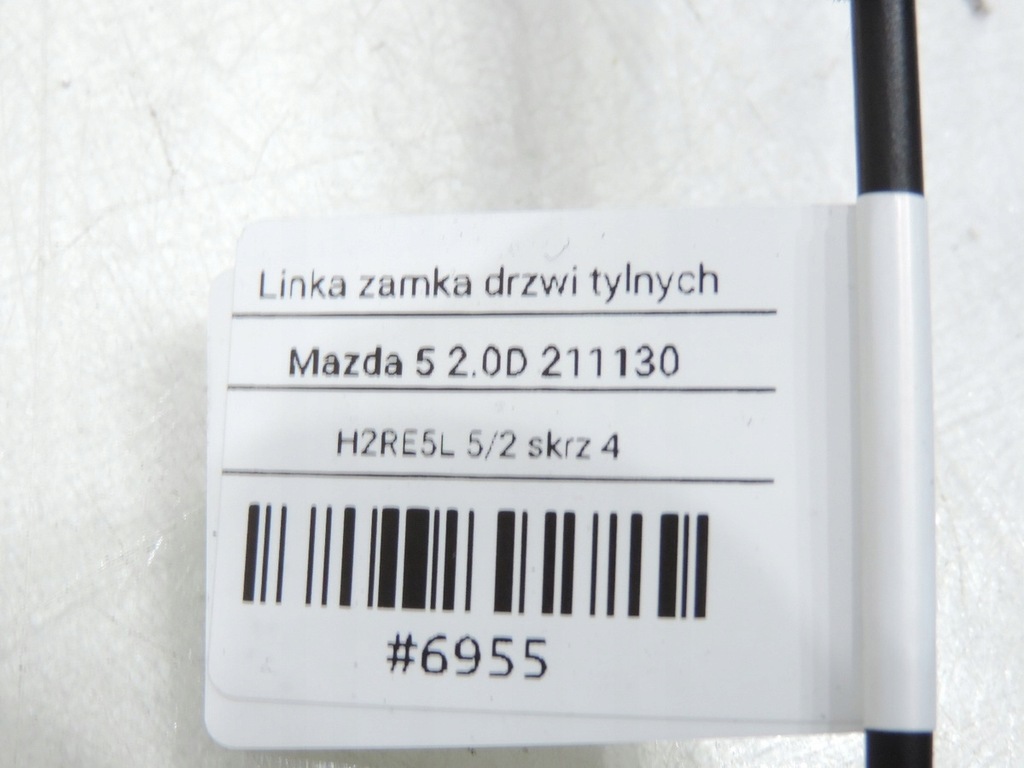 Linka zamka drzwi tylnych
Mazda 5 2.0D 211130
H2RE5L 5/2 skrz 4
#6955